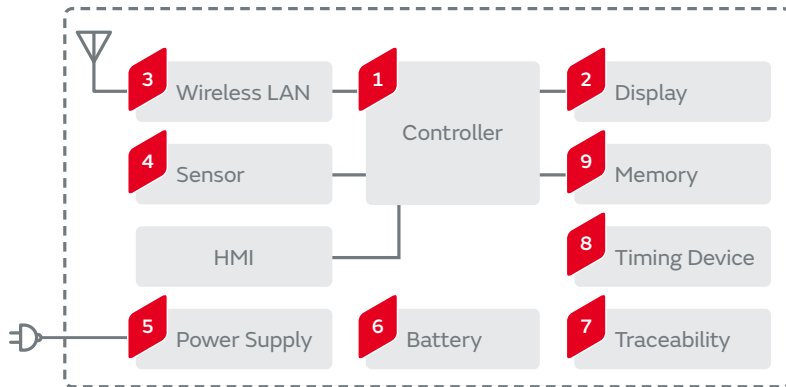 3 Wireless LAN
1 Controller
2 Display
4 Sensor
9 Memory
HMI
8 Timing Device
5 Power Supply
6 Battery
7 Traceability